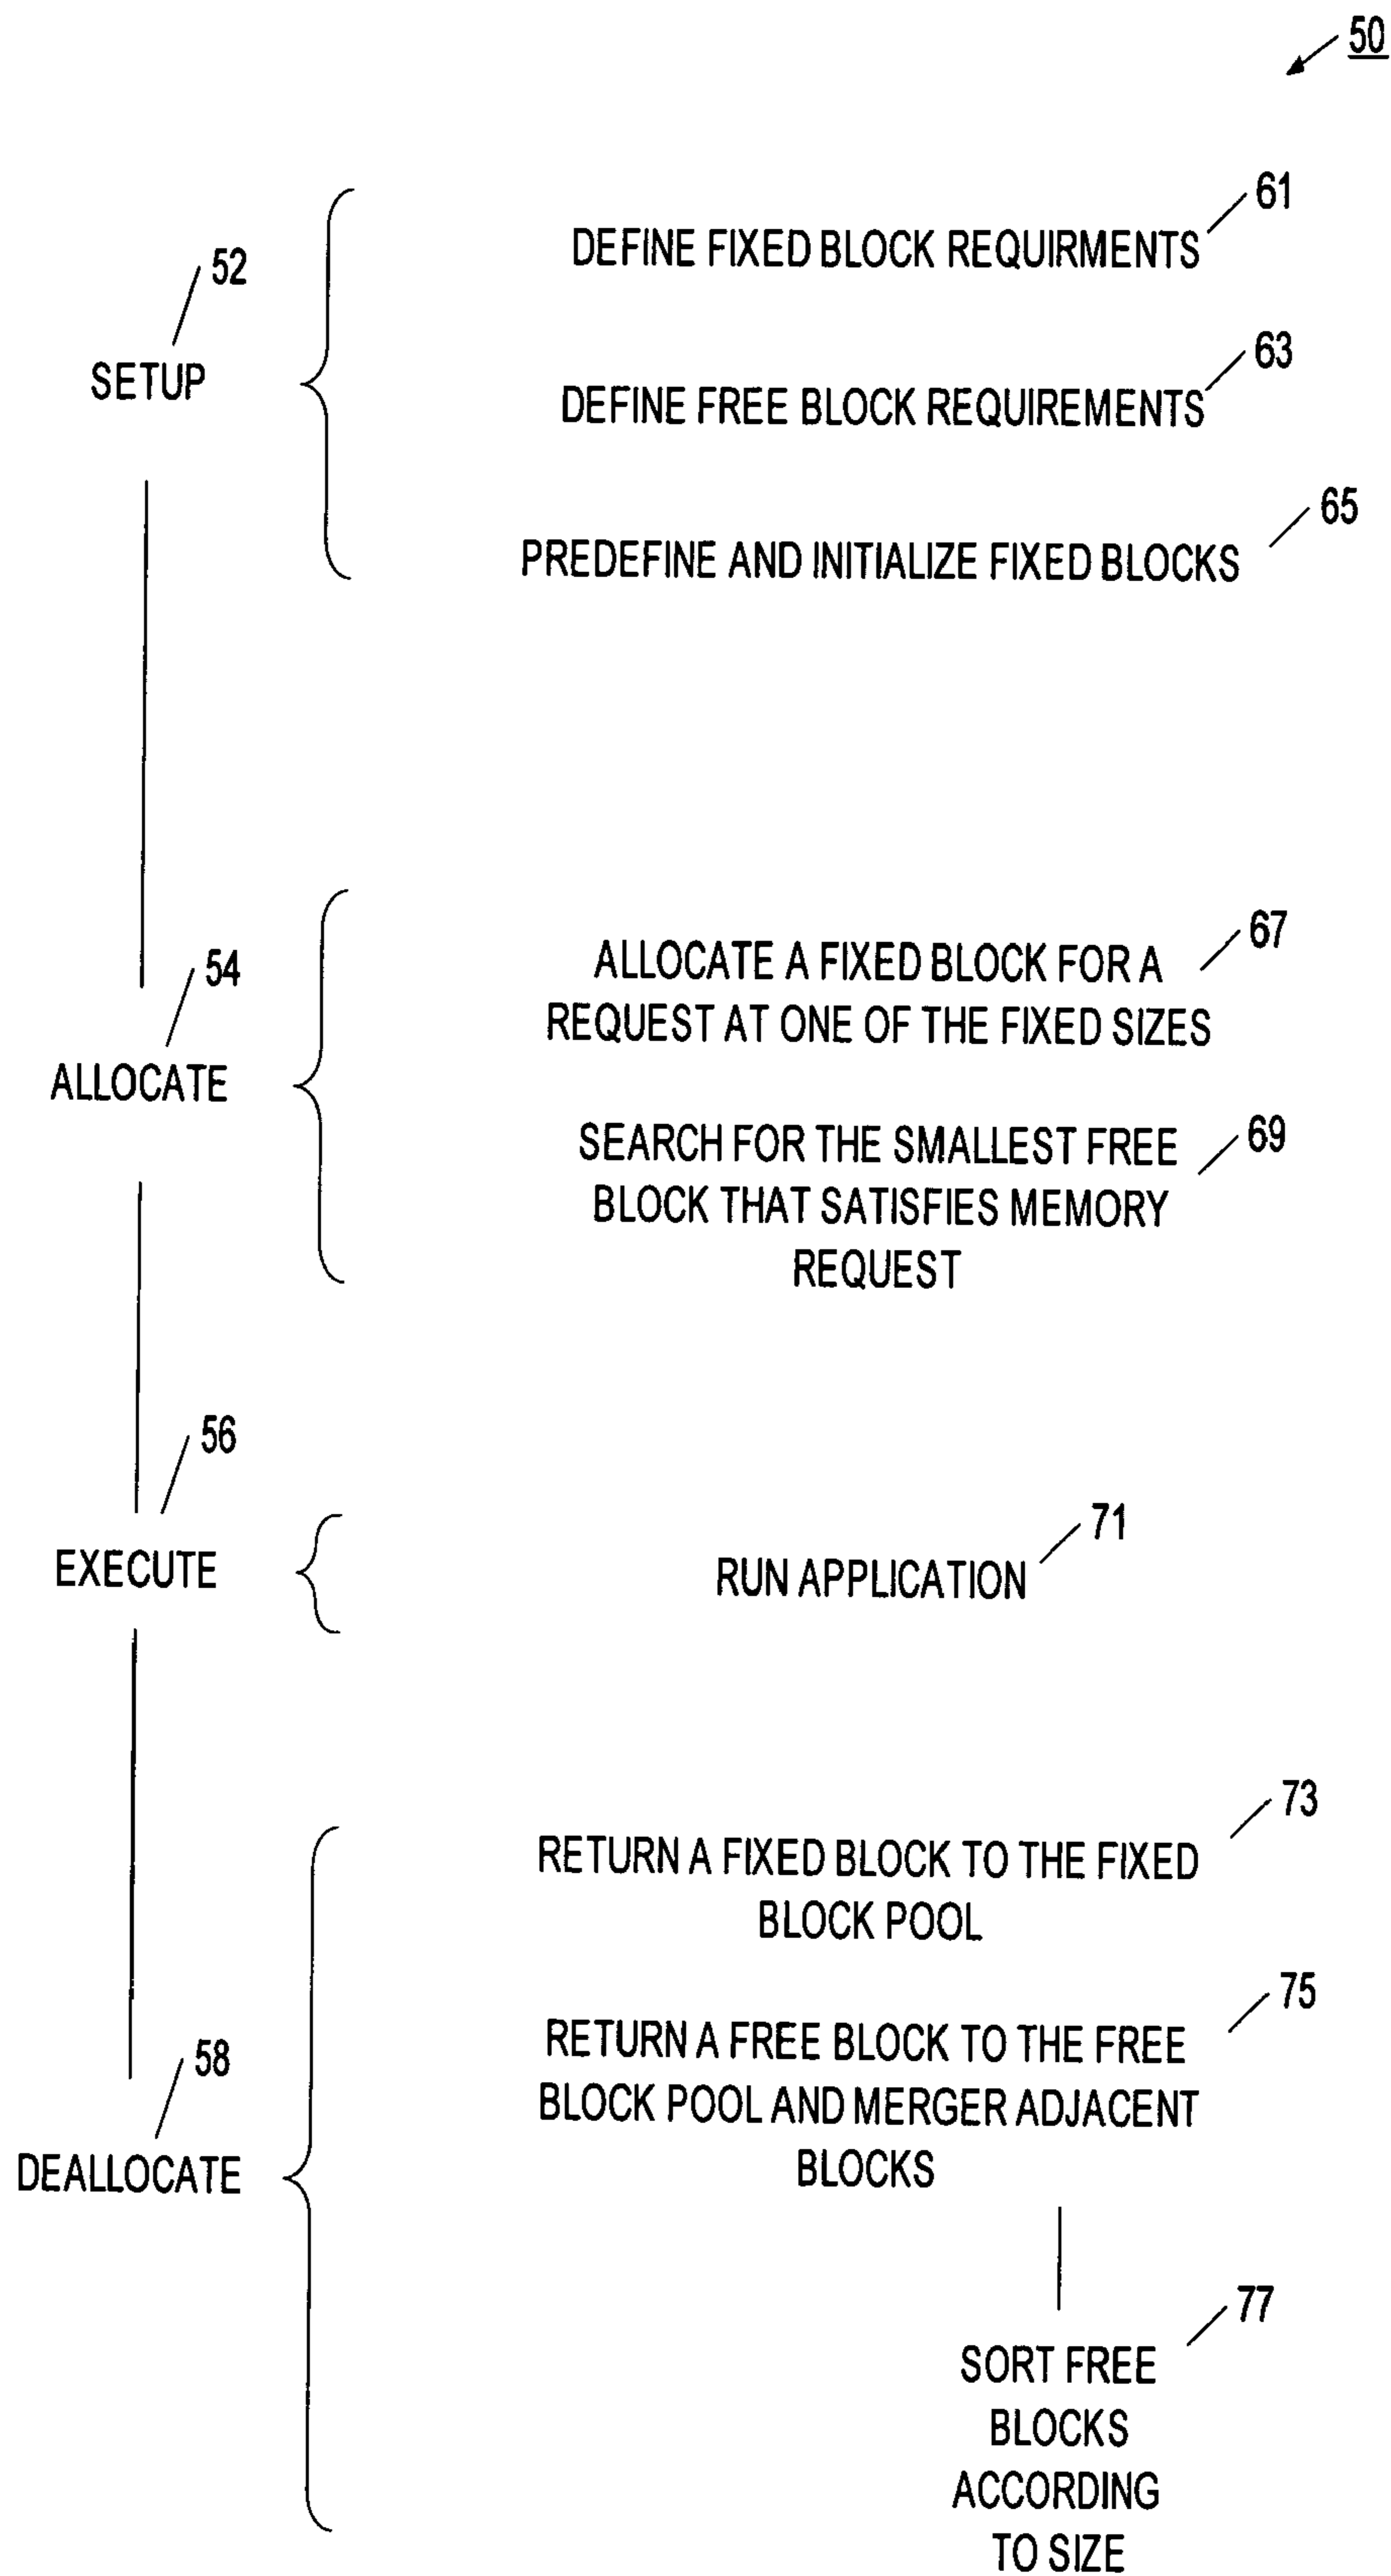 50
61
DEFINE FIXED BLOCK REQUIRMENTS
52
SETUP
63
DEFINE FREE BLOCK REQUIREMENTS
65
PREDEFINE AND INITIALIZE FIXED BLOCKS
54
ALLOCATE
67
ALLOCATE A FIXED BLOCK FOR A
REQUEST AT ONE OF THE FIXED SIZES
69
SEARCH FOR THE SMALLEST FREE
BLOCK THAT SATISFIES MEMORY
REQUEST
56
EXECUTE
71
RUN APPLICATION
73
RETURN A FIXED BLOCK TO THE FIXED
BLOCK POOL
58
DEALLOCATE
75
RETURN A FREE BLOCK TO THE FREE
BLOCK POOL AND MERGER ADJACENT
BLOCKS
77
SORT FREE
BLOCKS
ACCORDING
TO SIZE